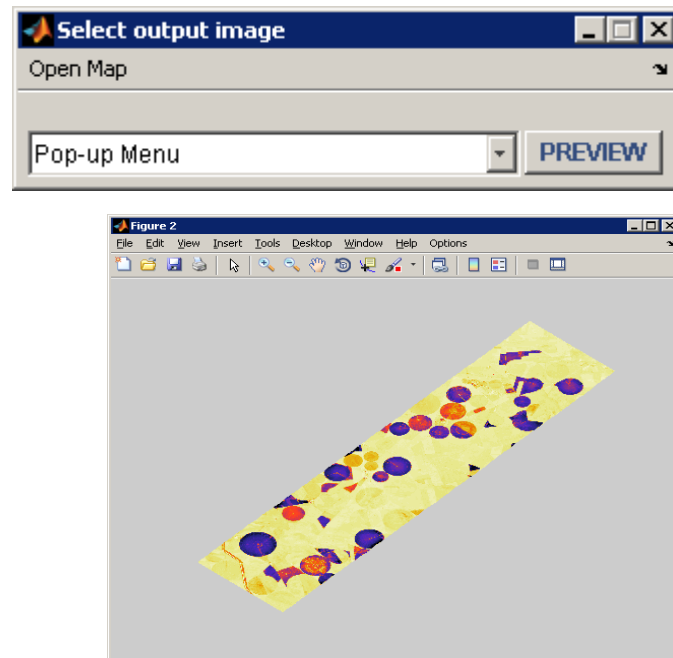 Select output image
Open Map
Pop-up Menu PREVIEW
Figure 2
File Edit View Insert Tools Desktop Window Help Options